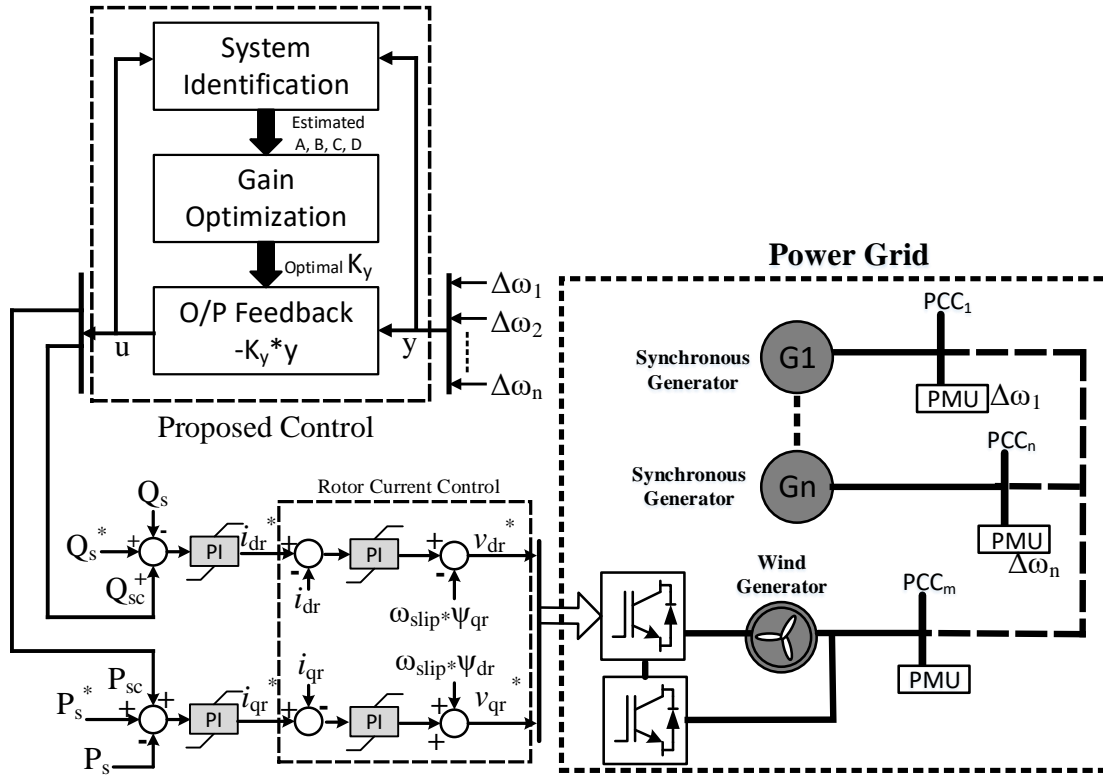 System
Identification
Estimated
A, B, C, D
Gain
Optimization
Optimal Ky
O/P Feedback
-Ky*y
u
y
Δω1
Δω2
Δωn
Proposed Control
Qs
Qs*
+
-
+
Qsc
PI
idr*
Rotor Current Control
+
-
idr
PI
+
-
vdr*
ωslip*ψqr
Psc
Ps*
+
+
-
Ps
PI
iqr*
iqr
+
-
PI
ωslip*ψdr
+
+
vqr*
Power Grid
Synchronous
Generator
G1
PCC1
PMU
Δω1
Synchronous
Generator
Gn
PCCn
PMU
Δωn
Wind
Generator
PCCm
PMU